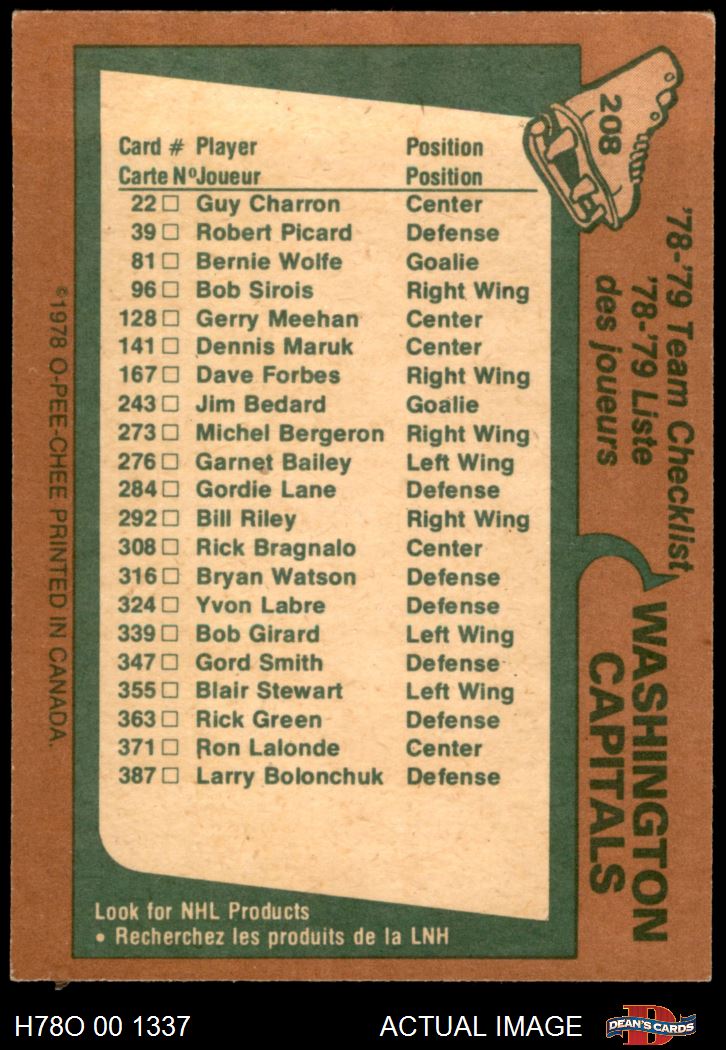 208
'78-'79 Team Checklist
'78-'79 Liste
des joueurs
WASHINGTON
CAPITALS
Card # Player Position
Carte Nº Joueur Position
22 □ Guy Charron Center
39 □ Robert Picard Defense
81 □ Bernie Wolfe Goalie
96 □ Bob Sirois Right Wing
128 □ Gerry Meehan Center
141 □ Dennis Maruk Center
167 □ Dave Forbes Right Wing
243 □ Jim Bedard Goalie
273 □ Michel Bergeron Right Wing
276 □ Garnet Bailey Left Wing
284 □ Gordie Lane Defense
292 □ Bill Riley Right Wing
308 □ Rick Bragnalo Center
316 □ Bryan Watson Defense
324 □ Yvon Labre Defense
339 □ Bob Girard Left Wing
347 □ Gord Smith Defense
355 □ Blair Stewart Left Wing
363 □ Rick Green Defense
371 □ Ron Lalonde Center
387 □ Larry Bolonchuk Defense
Look for NHL Products
• Recherchez les produits de la LNH
©1978 O-PEE-CHEE PRINTED IN CANADA.
H78O 00 1337 ACTUAL IMAGE
D
DEAN'S CARDS